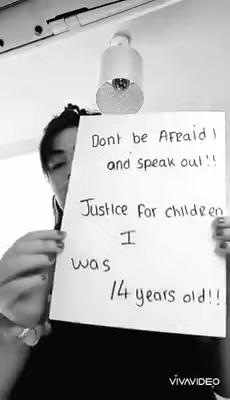 Dont be Afraid!
and speak out!!
Justice for children
I
was
14 years old!!
VIVAVIDEO